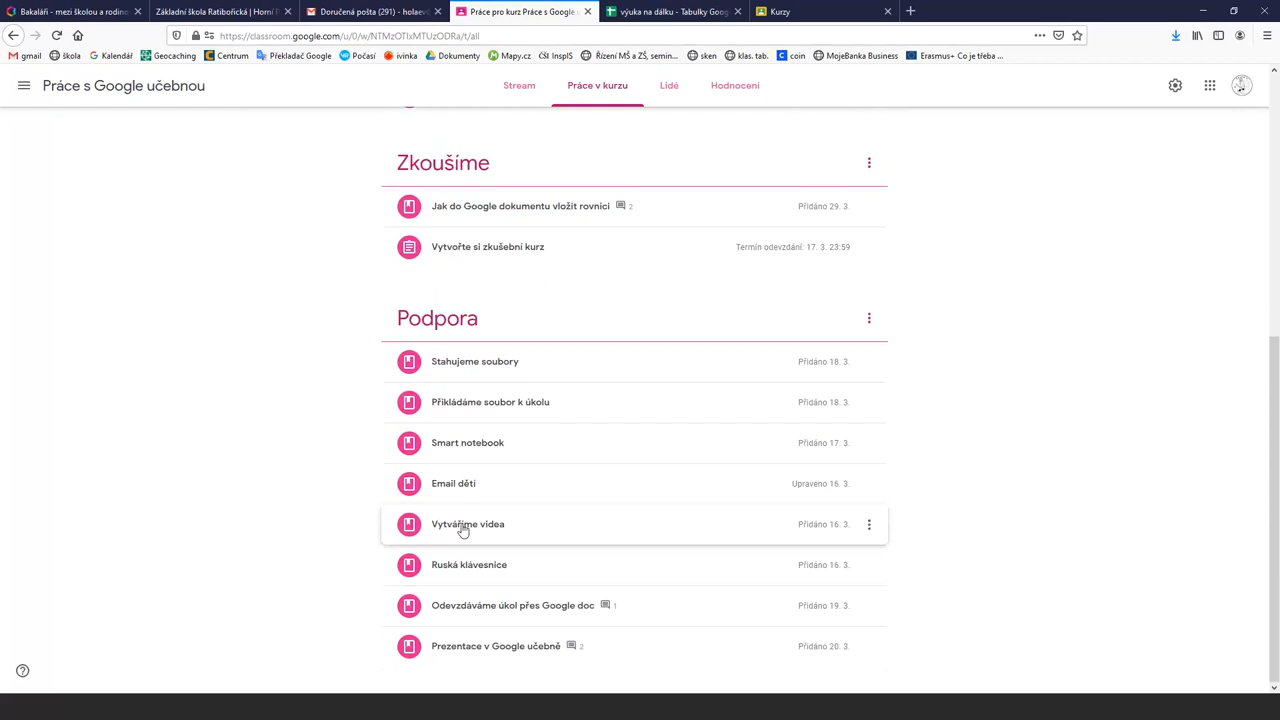 Bakaláři - mezi školou a rodino
Základní škola Ratibořická | Horní P
Doručená pošta (291) - holaev
Práce pro kurz Práce s Google u
výuka na dálku - Tabulky Goog
Kurzy
https://classroom.google.com/u/0/w/NTMzOTIxMTUzODRa/t/all
gmail škola Kalendář Geocaching Centrum Překladač Google Počasí ivinka Dokumenty Mapy.cz InspIS Řízení MŠ a ZŠ, semin... sken klas. tab. coin MojeBanka Business Erasmus+ Co je třeba ...
Práce s Google učebnou
Stream Práce v kurzu Lidé Hodnocení
Zkoušíme
Jak do Google dokumentu vložit rovnici 2 Přidáno 29. 3.
Vytvořte si zkušební kurz Termín odevzdání: 17. 3. 23:59
Podpora
Stahujeme soubory Přidáno 18. 3.
Přikládáme soubor k úkolu Přidáno 18. 3.
Smart notebook Přidáno 17. 3.
Email dětí Upraveno 16. 3.
Vytváříme videa Přidáno 16. 3.
Ruská klávesnice Přidáno 16. 3.
Odevzdáváme úkol přes Google doc 1 Přidáno 19. 3.
Prezentace v Google učebně 2 Přidáno 20. 3.